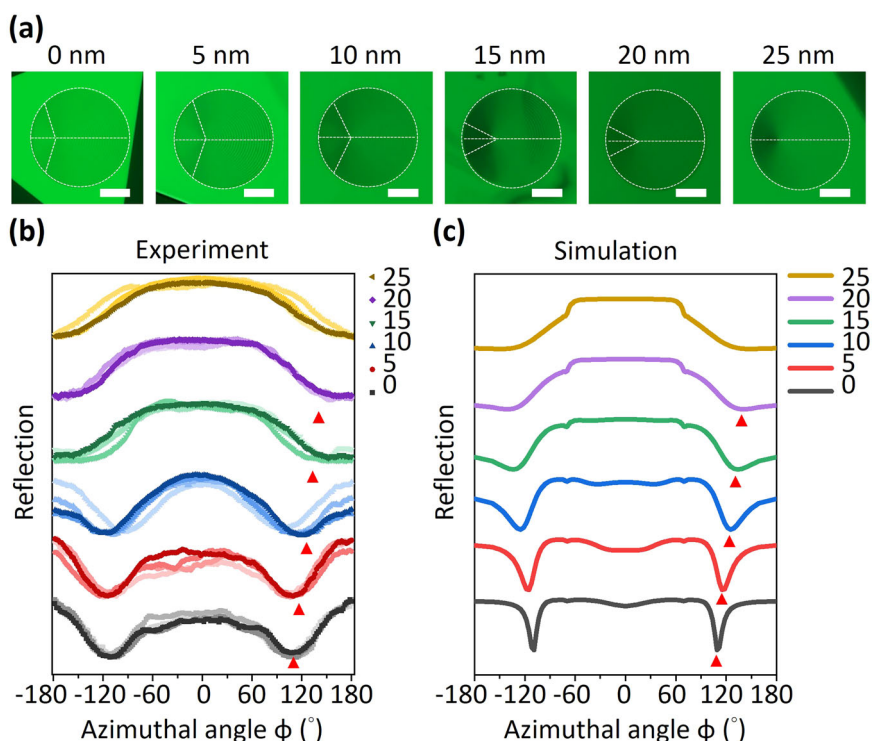 (a)
0 nm 5 nm 10 nm 15 nm 20 nm 25 nm
(b)
Experiment
25
20
15
10
5
0
Reflection
-180 -120 -60 0 60 120 180
Azimuthal angle ϕ (°)
(c)
Simulation
25
20
15
10
5
0
Reflection
-180 -120 -60 0 60 120 180
Azimuthal angle ϕ (°)